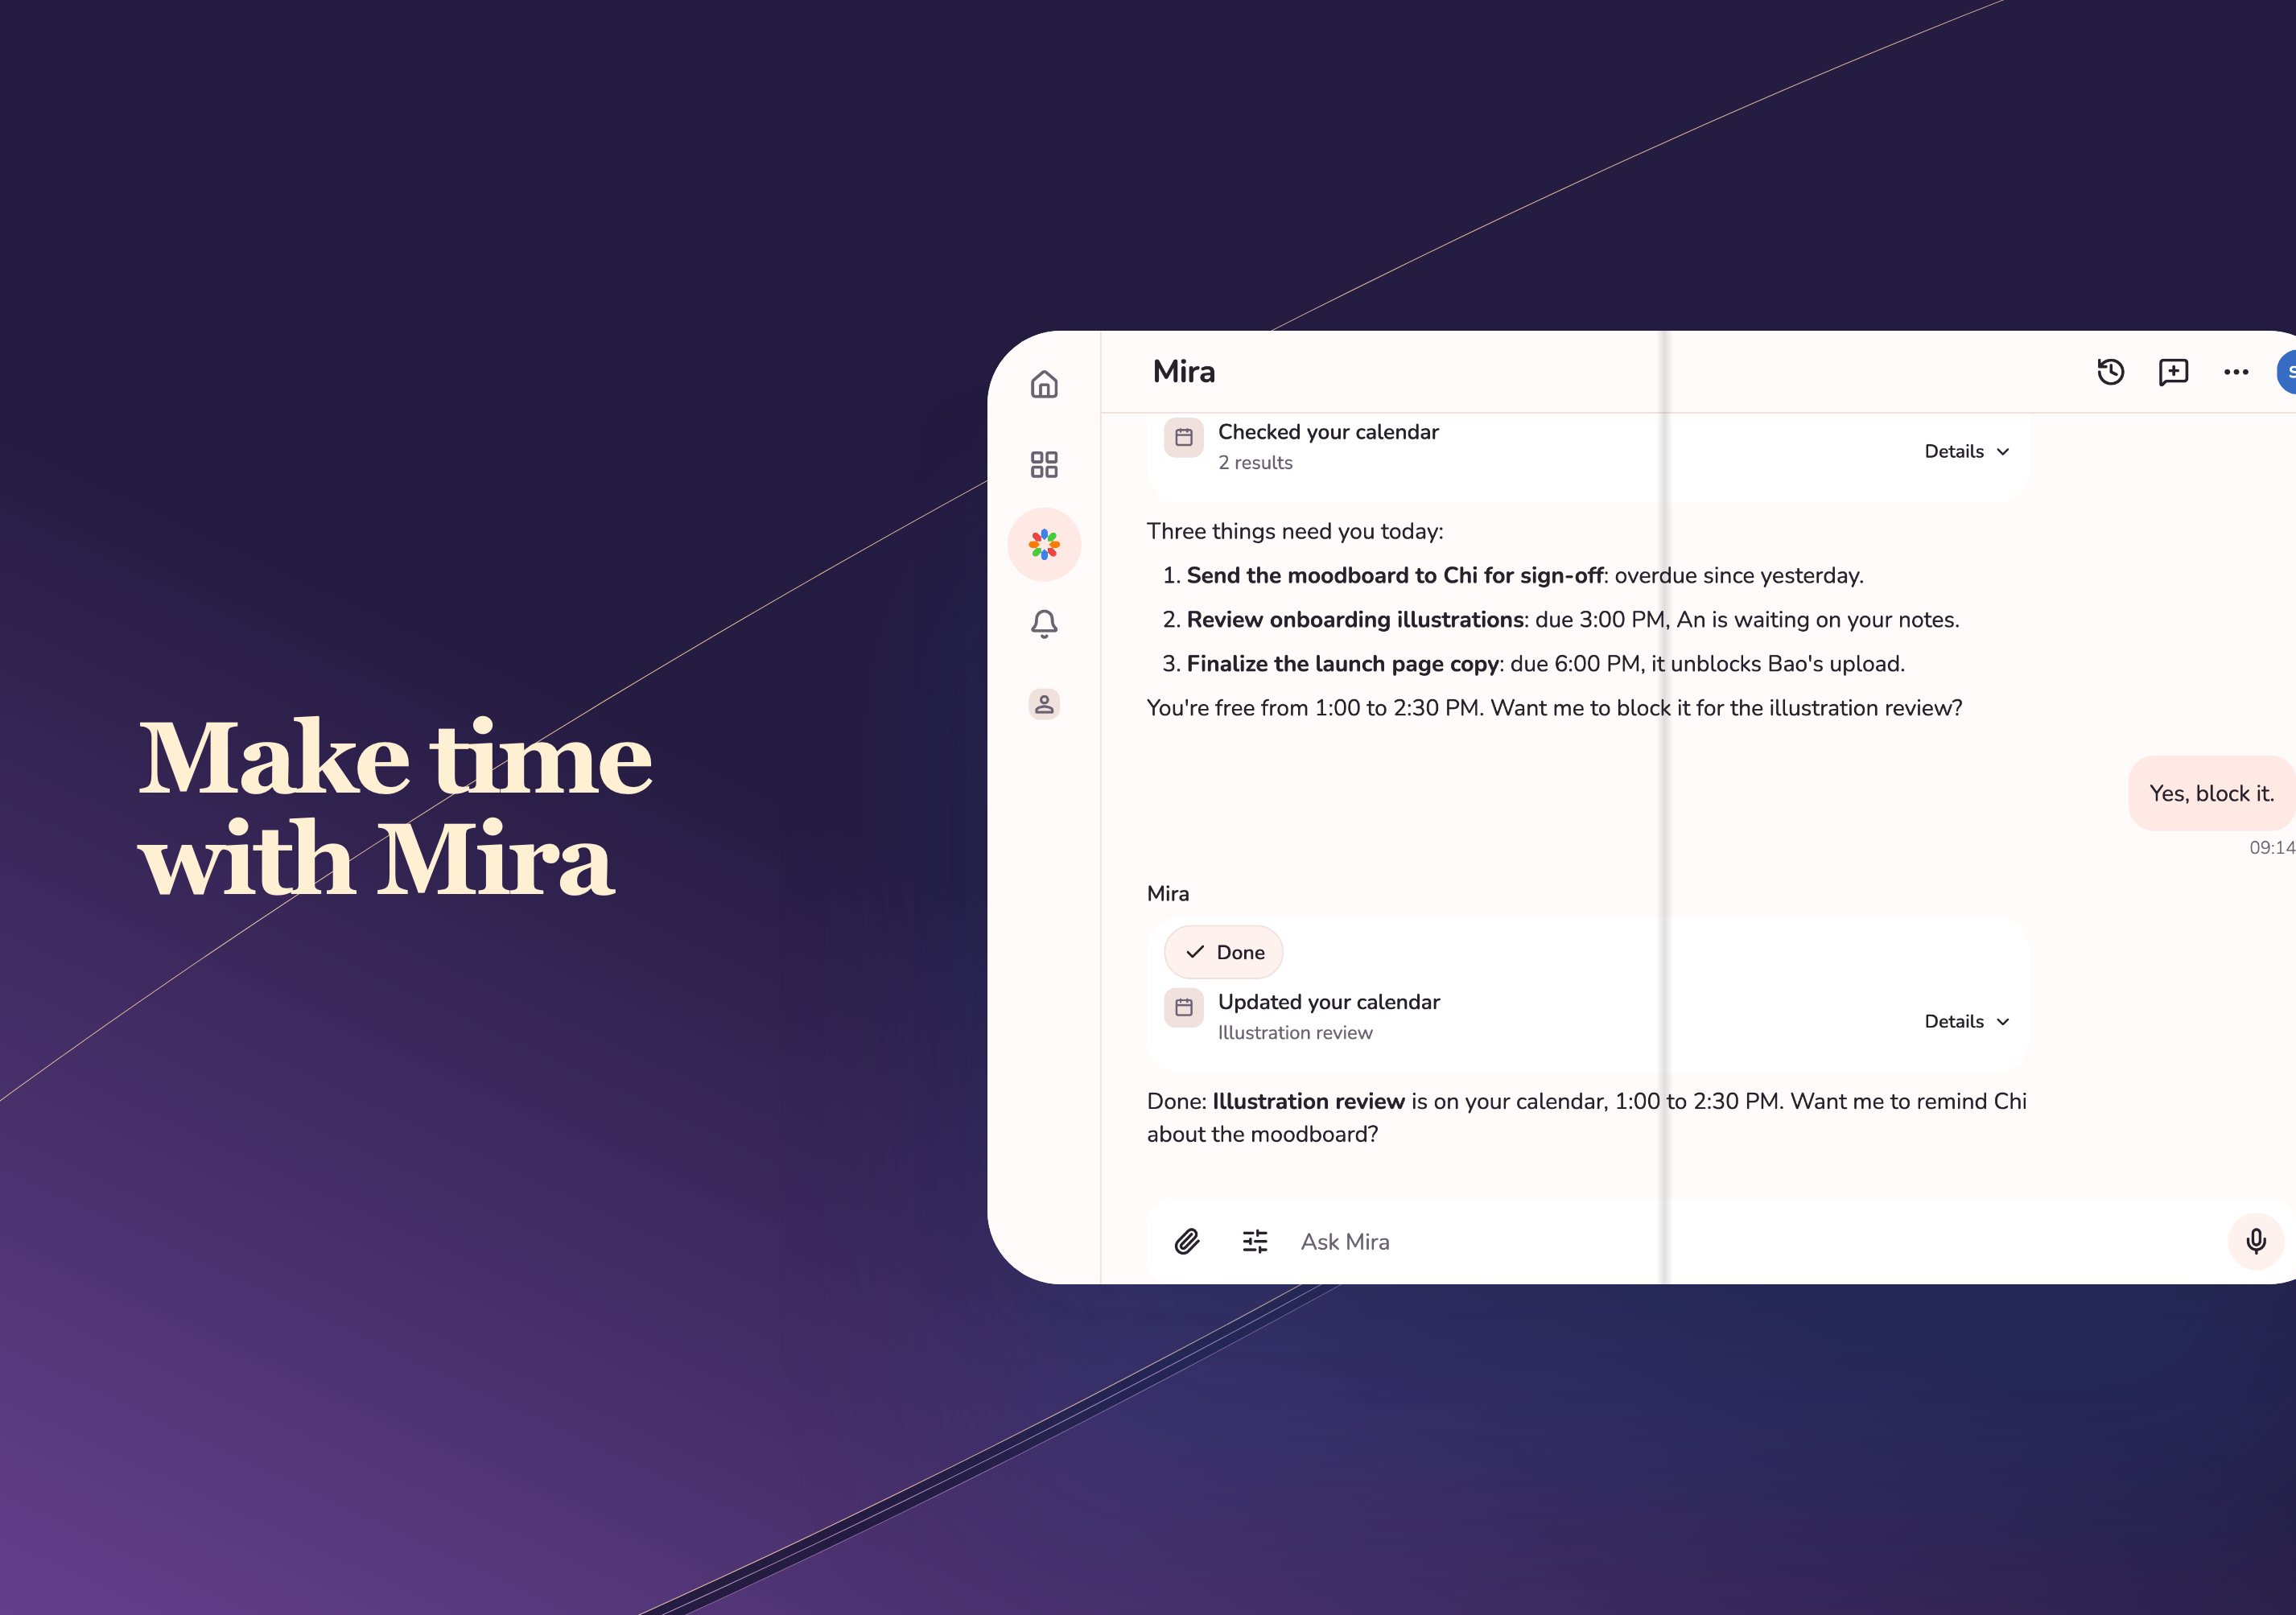 Make time
with Mira
Mira
Checked your calendar
2 results
Details
Three things need you today:
1. Send the moodboard to Chi for sign-off: overdue since yesterday.
2. Review onboarding illustrations: due 3:00 PM, An is waiting on your notes.
3. Finalize the launch page copy: due 6:00 PM, it unblocks Bao's upload.
You're free from 1:00 to 2:30 PM. Want me to block it for the illustration review?
Yes, block it.
09:14
Mira
Done
Updated your calendar
Illustration review
Details
Done: Illustration review is on your calendar, 1:00 to 2:30 PM. Want me to remind Chi
about the moodboard?
Ask Mira